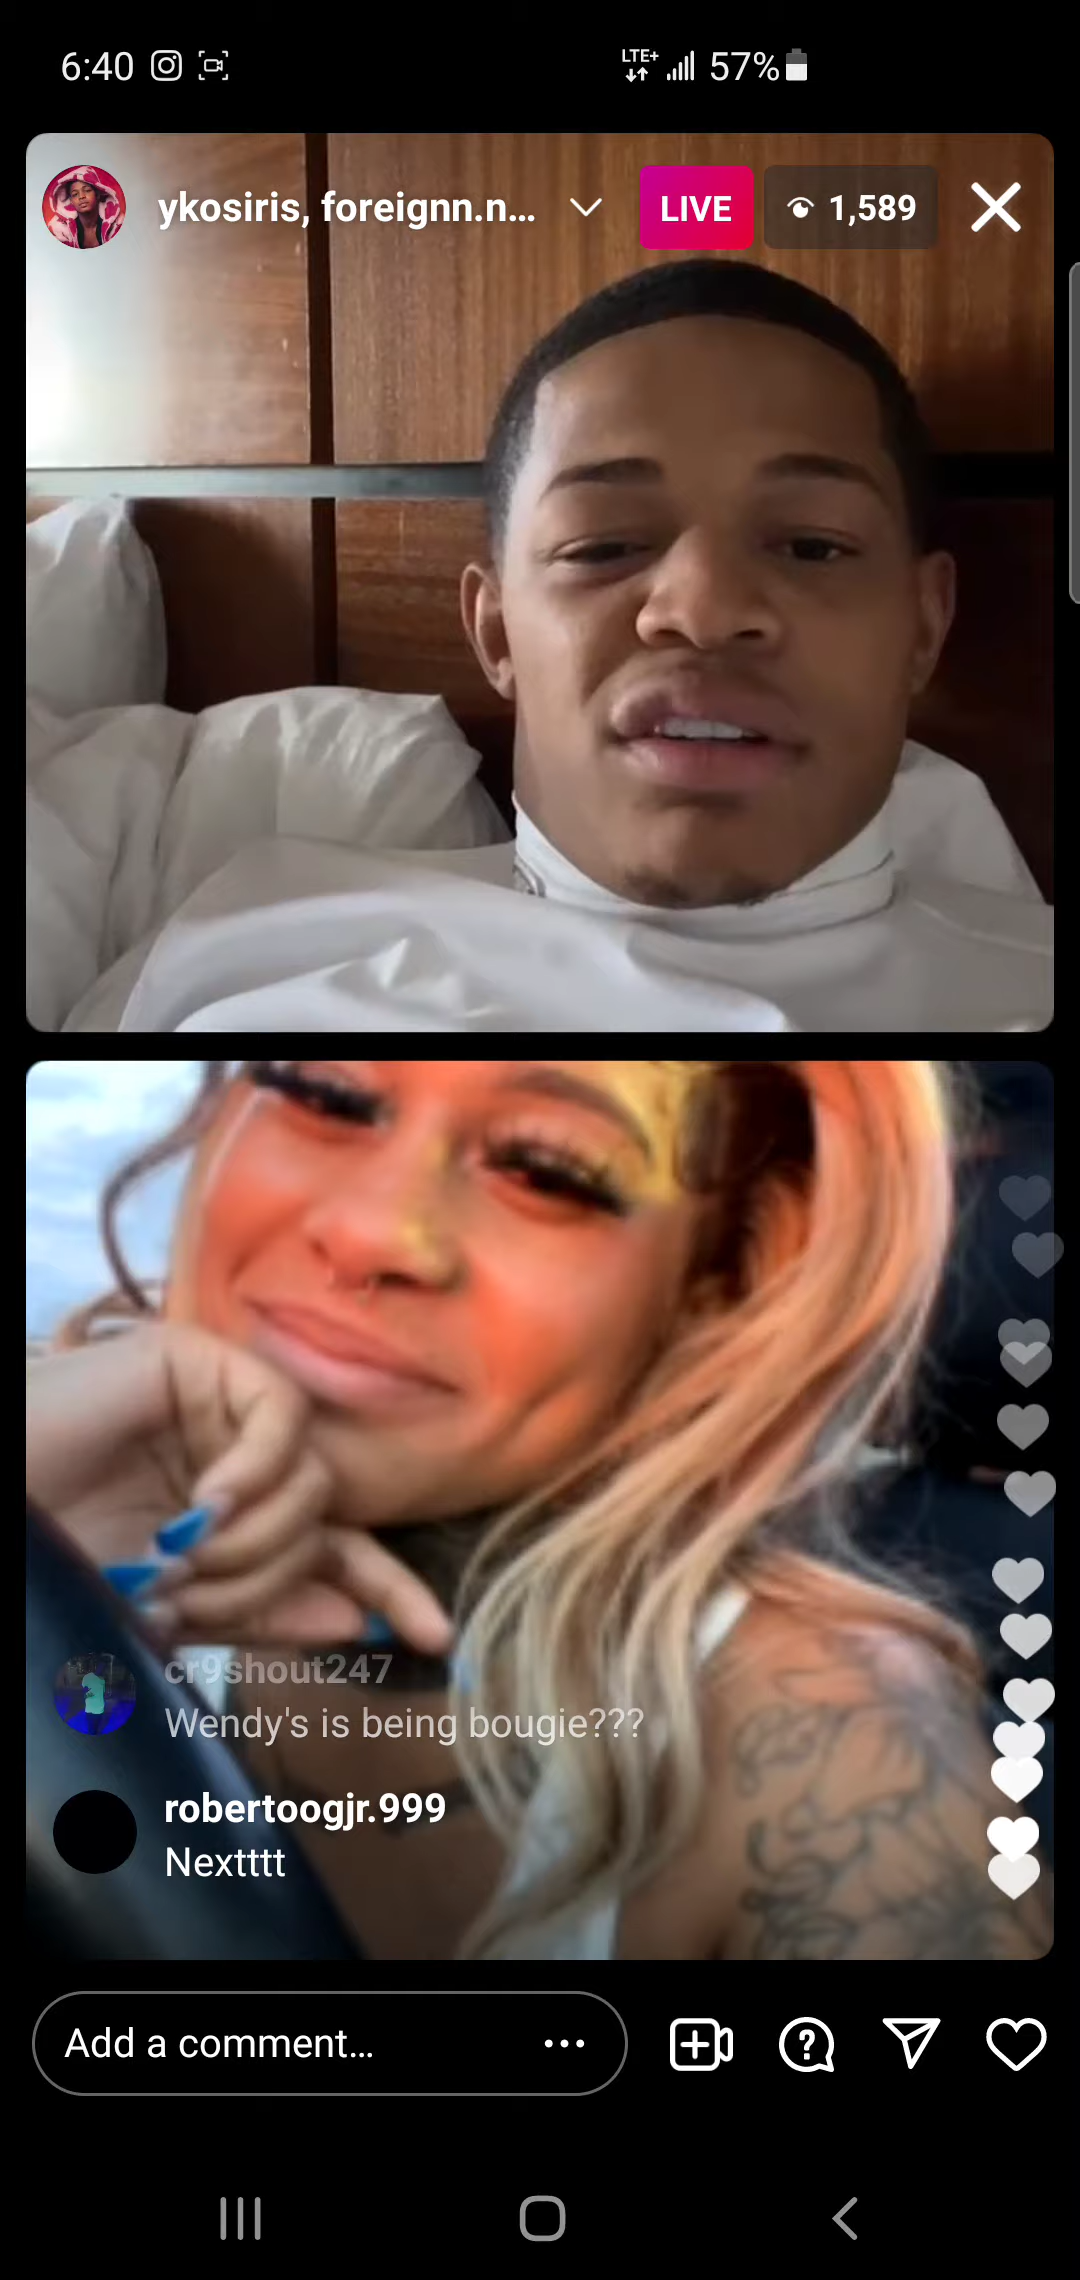 6:40 LTE+ 57%
ykosiris, foreignn.n... LIVE 1,589
cr9shout247
Wendy's is being bougie???
robertoogjr.999
Nextttt
Add a comment...